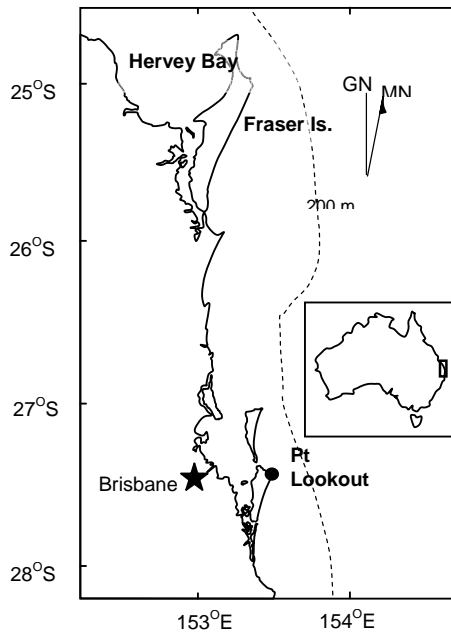 Hervey Bay
25°S
GN
MN
Fraser Is.
200 m
26°S
27°S
Pt
Lookout
Brisbane
28°S
153°E
154°E